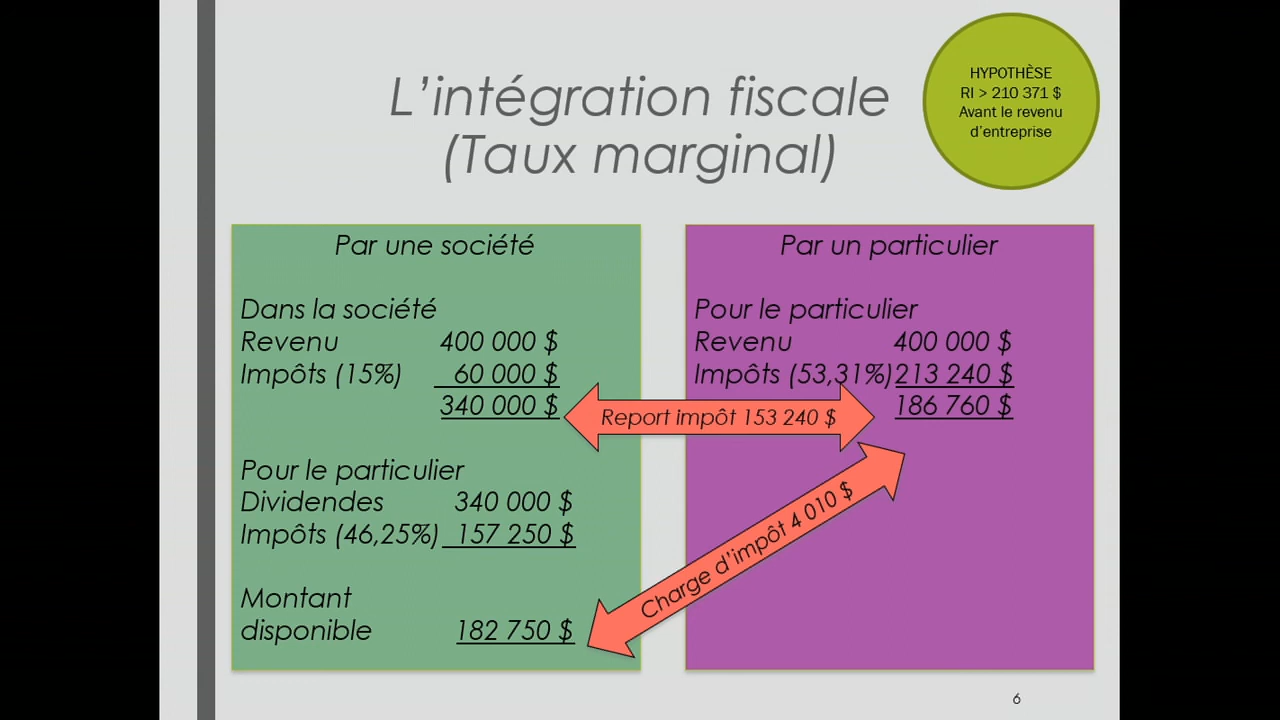 L'intégration fiscale
(Taux marginal)
HYPOTHÈSE
RI > 210 371 $
Avant le revenu
d'entreprise
Par une société
Dans la société
Revenu 400 000 $
Impôts (15%) 60 000 $
340 000 $
Pour le particulier
Dividendes 340 000 $
Impôts (46,25%) 157 250 $
Montant
disponible 182 750 $
Par un particulier
Pour le particulier
Revenu 400 000 $
Impôts (53,31%) 213 240 $
186 760 $
Report impôt 153 240 $
Charge d'impôt 4 010 $
6